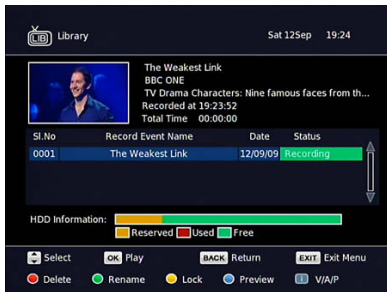 LIB Library Sat 12Sep 19:24
The Weakest Link
BBC ONE
TV Drama Characters: Nine famous faces from th...
Recorded at 19:23:52
Total Time 00:00:00
Sl.No Record Event Name Date Status
0001 The Weakest Link 12/09/09 Recording
HDD Information:
Reserved Used Free
Select OK Play BACK Return EXIT Exit Menu
Delete Rename Lock Preview V/A/P